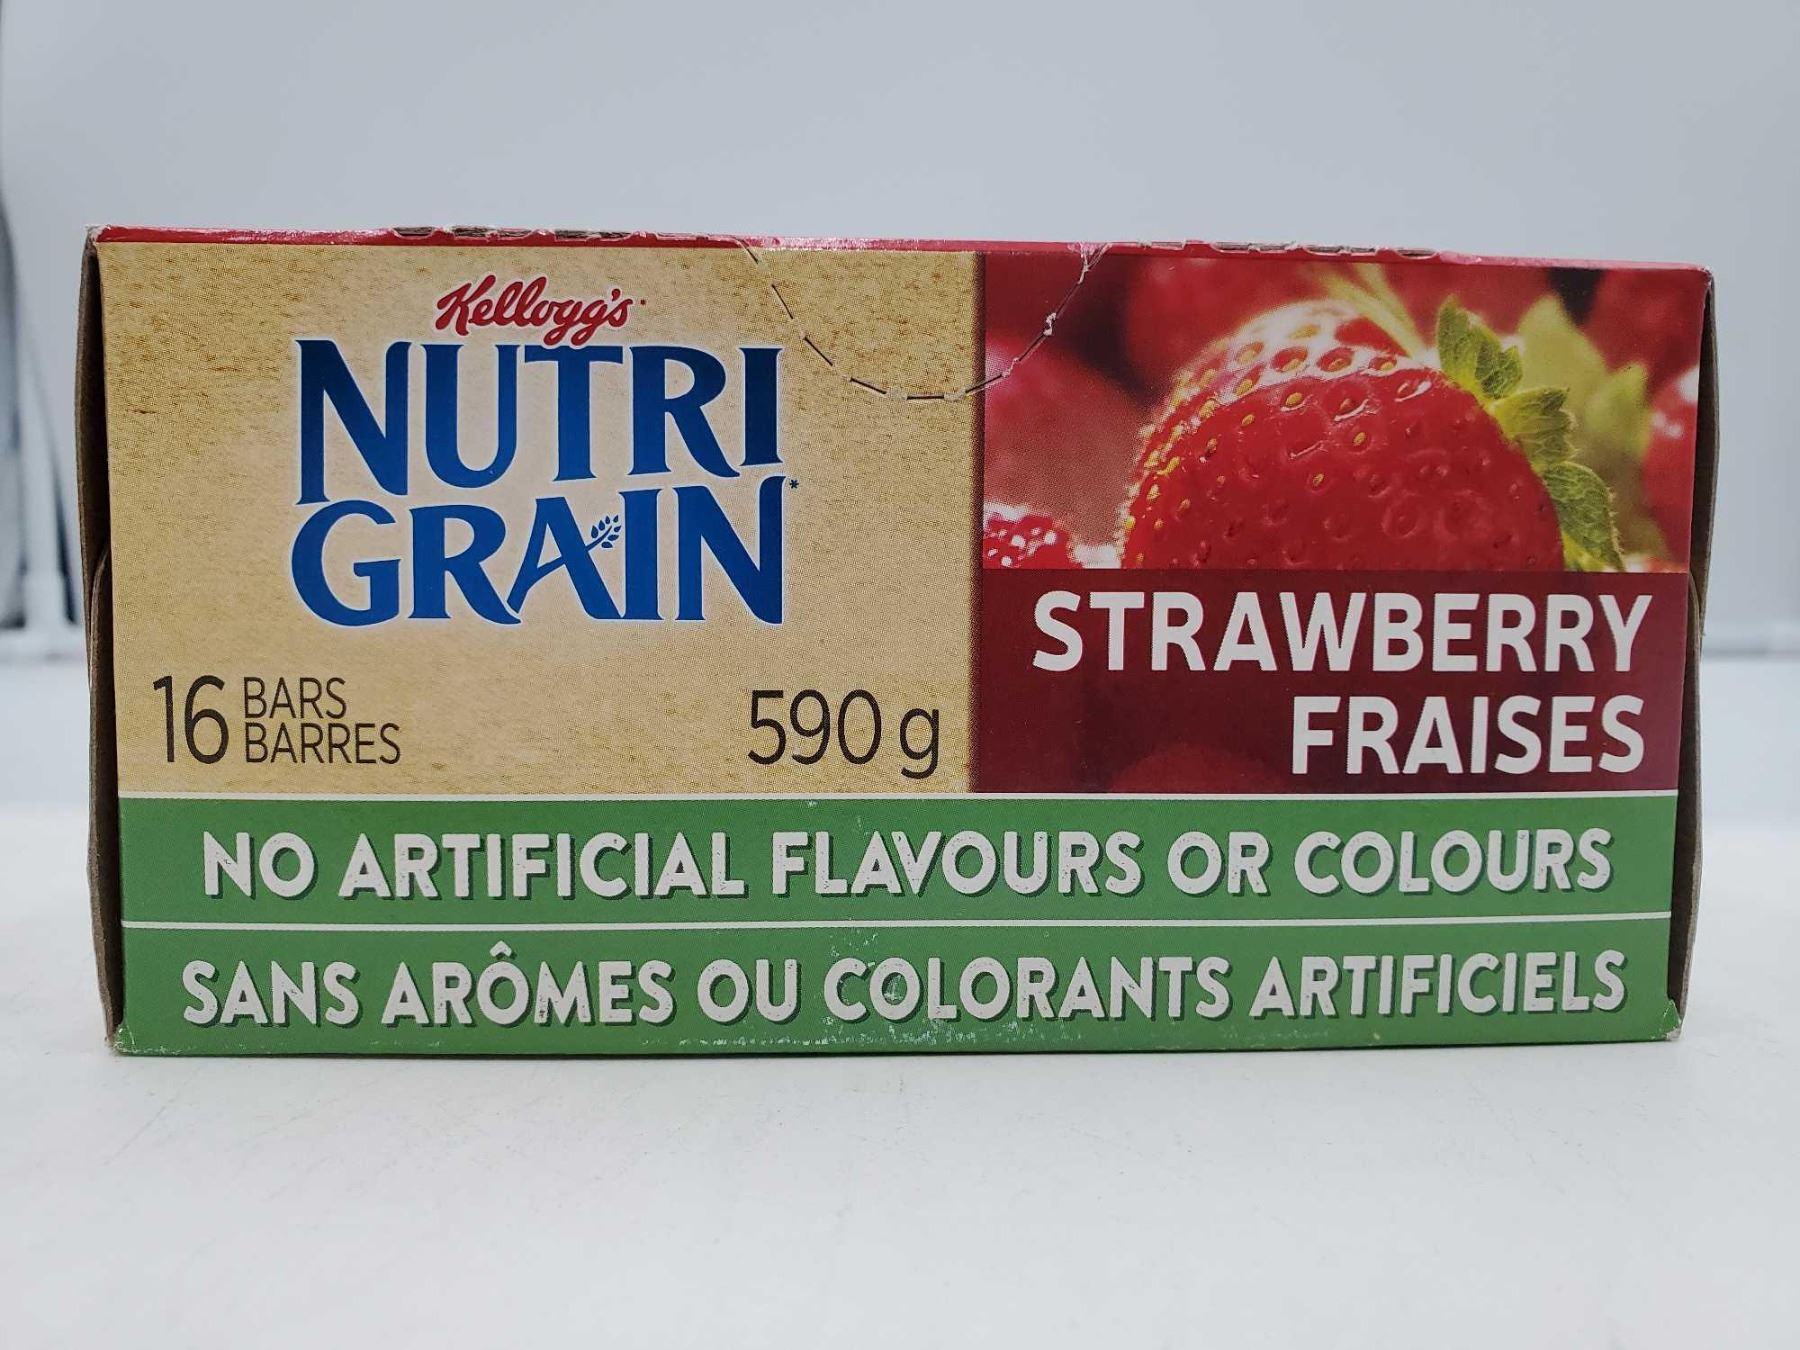 Kellogg's
NUTRI
GRAIN*
16 BARS
BARRES
590 g
STRAWBERRY
FRAISES
NO ARTIFICIAL FLAVOURS OR COLOURS
SANS ARÔMES OU COLORANTS ARTIFICIELS